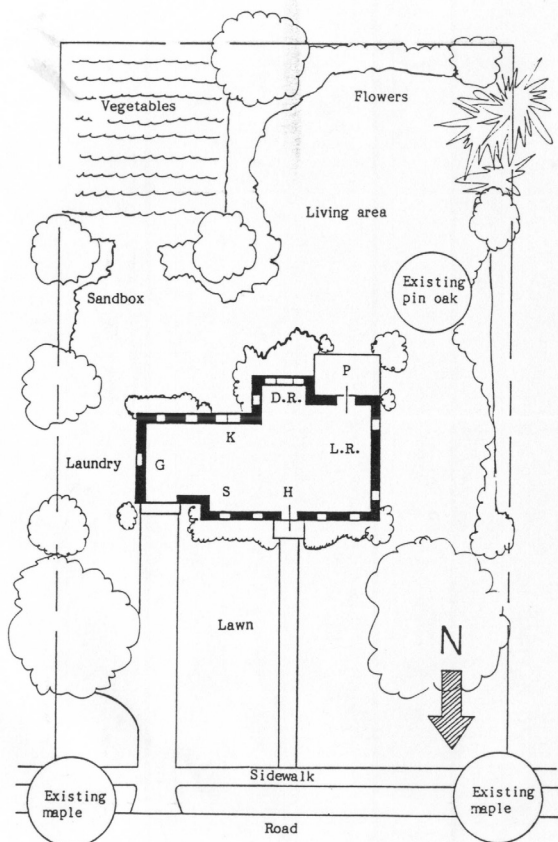 Vegetables
Flowers
Living area
Existing
pin oak
Sandbox
P
D.R.
K
L.R.
Laundry
G
S
H
Lawn
N
Sidewalk
Existing
maple
Existing
maple
Road